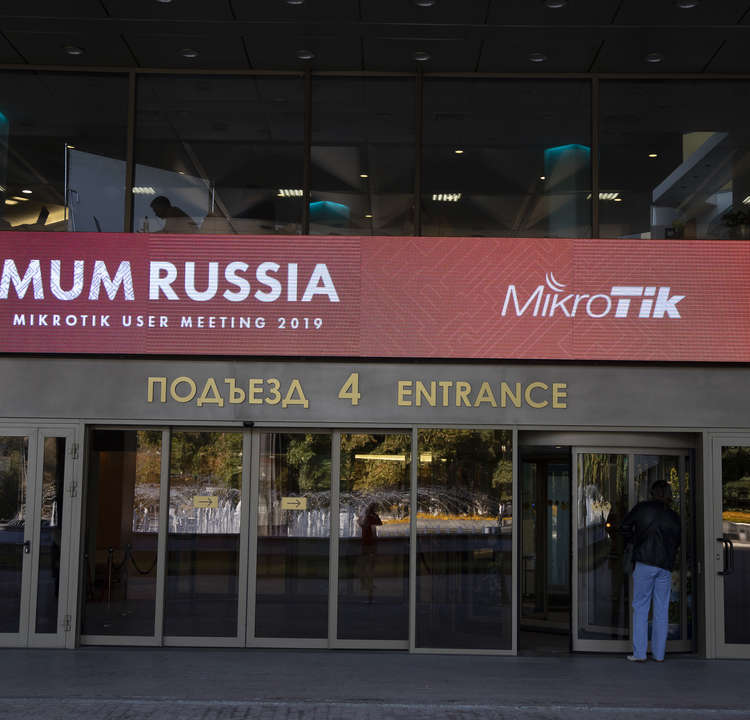 MUM RUSSIA
MIKROTIK USER MEETING 2019
MikroTik
ПОДЪЕЗД 4 ENTRANCE